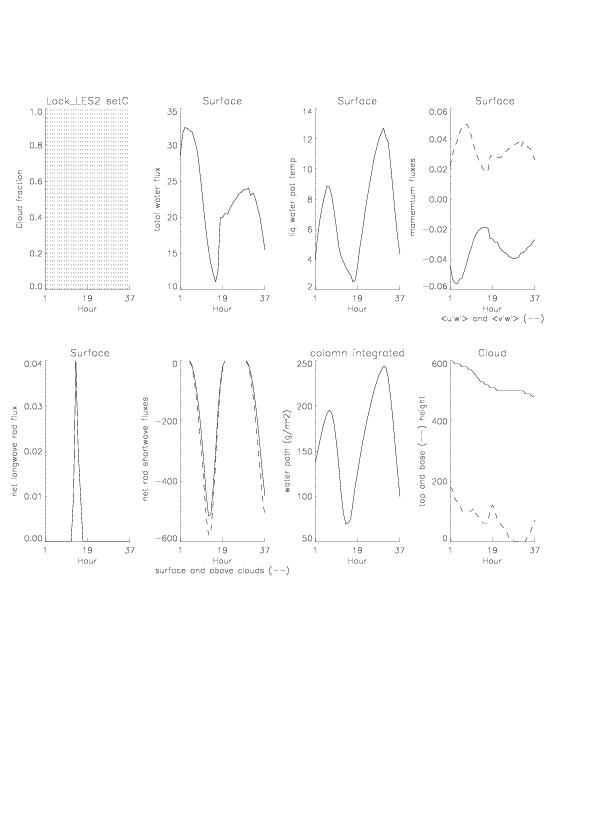 Lock_LES2 setC
Surface
Surface
Surface
1.0
0.8
0.6
0.4
0.2
0.0
Cloud fraction
1 19 37
Hour
35
30
25
20
15
10
total water flux
1 19 37
Hour
14
12
10
8
6
4
2
liq water pot temp
1 19 37
Hour
0.06
0.04
0.02
0.00
−0.02
−0.04
−0.06
momemtum fluxes
1 19 37
Hour
<u'w'> and <v'w'> (−−)
Surface
colomn integrated
Cloud
0.04
0.03
0.02
0.01
0.00
net longwave rad flux
1 19 37
Hour
0
−200
−400
−600
net rad shortwave fluxes
1 19 37
Hour
surface and above clouds (−−)
250
200
150
100
50
water path (g/m^2)
1 19 37
Hour
600
400
200
0
top and base (−−) height
1 19 37
Hour